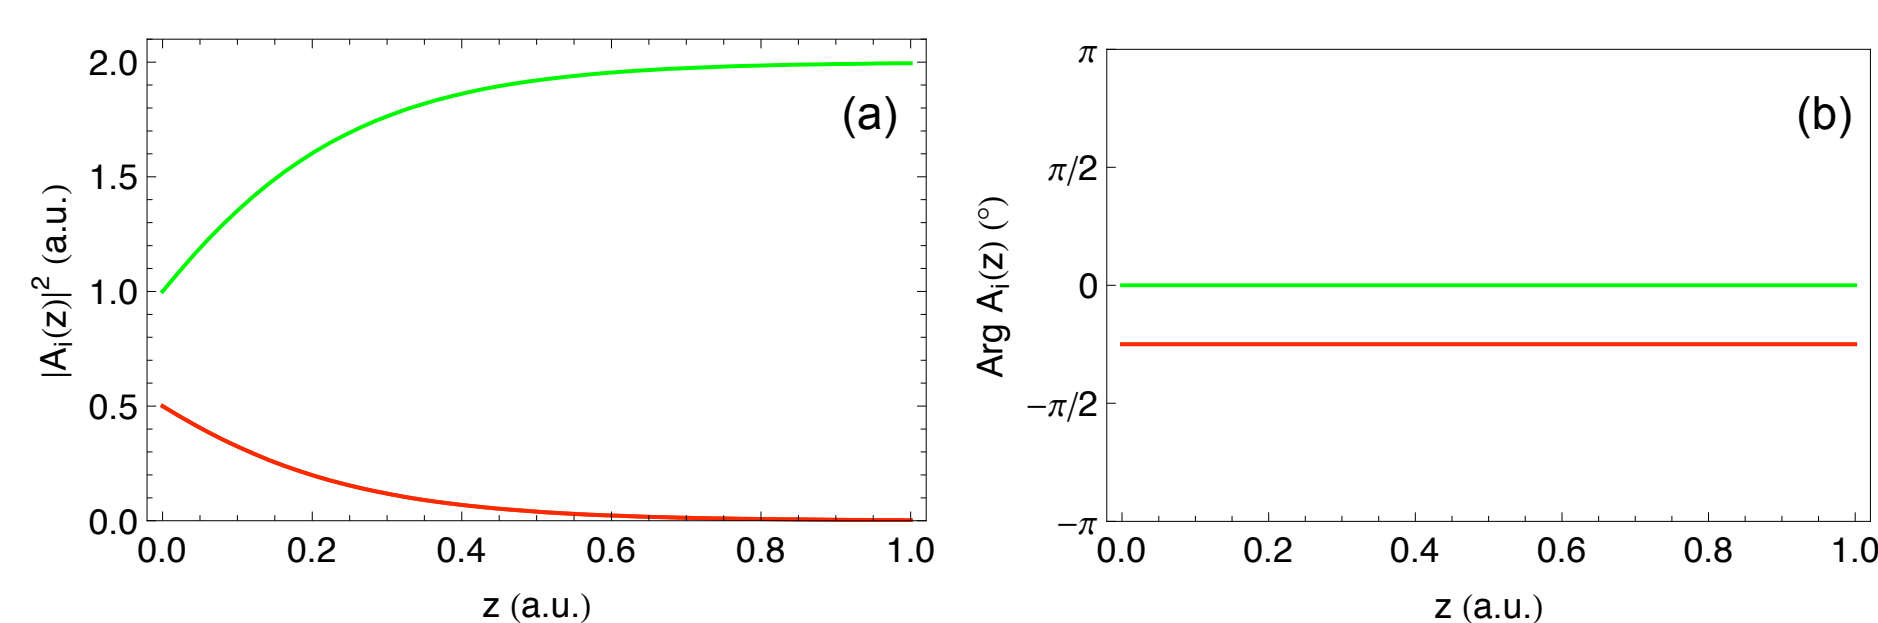 |A_i(z)|² (a.u.)
2.0
1.5
1.0
0.5
0.0
(a)
0.0 0.2 0.4 0.6 0.8 1.0
z (a.u.)
Arg A_i(z) (°)
π
π/2
0
−π/2
−π
(b)
0.0 0.2 0.4 0.6 0.8 1.0
z (a.u.)